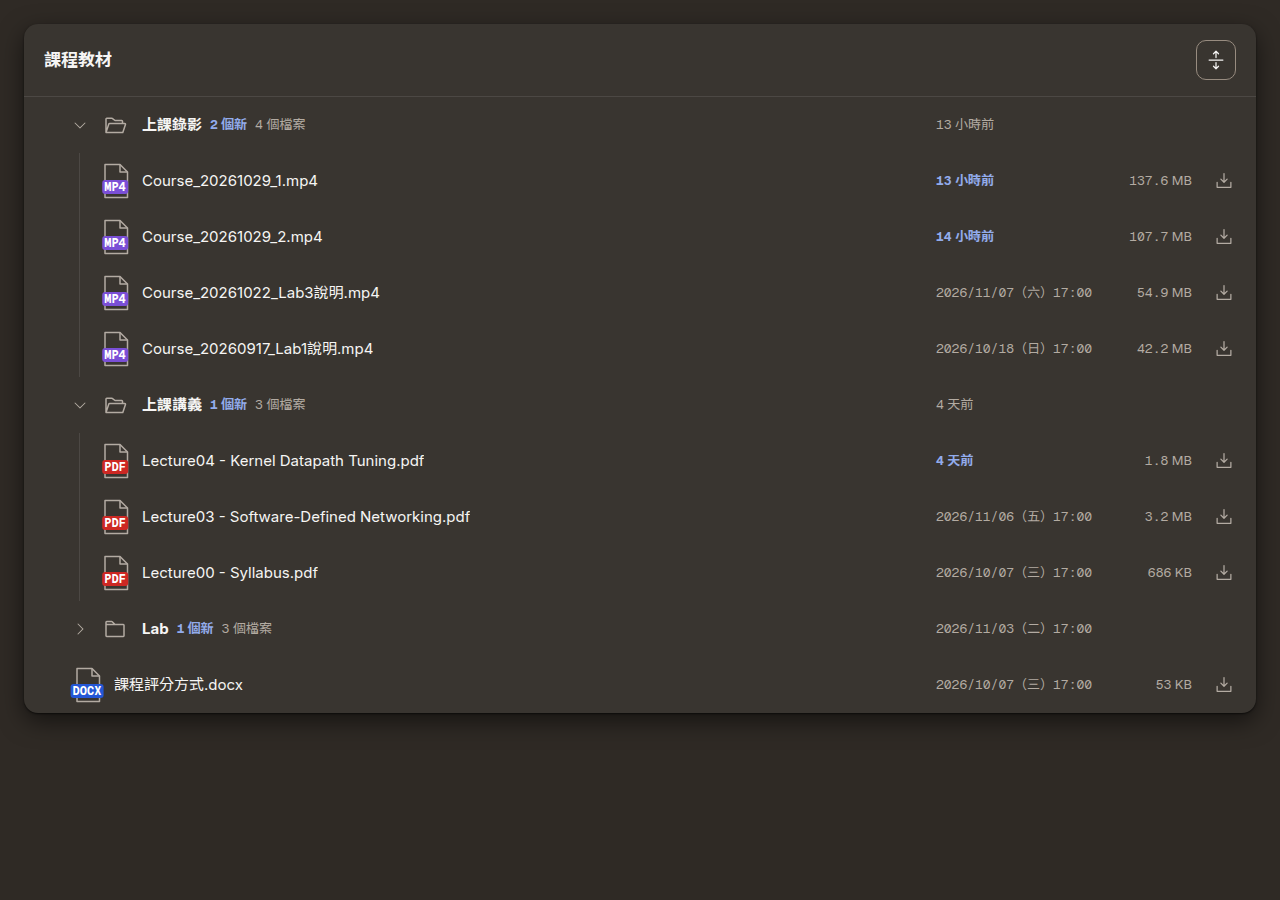 課程教材
上課錄影 2 個新 4 個檔案 13 小時前
MP4 Course_20261029_1.mp4 13 小時前 137.6 MB
MP4 Course_20261029_2.mp4 14 小時前 107.7 MB
MP4 Course_20261022_Lab3說明.mp4 2026/11/07（六）17:00 54.9 MB
MP4 Course_20260917_Lab1說明.mp4 2026/10/18（日）17:00 42.2 MB
上課講義 1 個新 3 個檔案 4 天前
PDF Lecture04 - Kernel Datapath Tuning.pdf 4 天前 1.8 MB
PDF Lecture03 - Software-Defined Networking.pdf 2026/11/06（五）17:00 3.2 MB
PDF Lecture00 - Syllabus.pdf 2026/10/07（三）17:00 686 KB
Lab 1 個新 3 個檔案 2026/11/03（二）17:00
DOCX 課程評分方式.docx 2026/10/07（三）17:00 53 KB